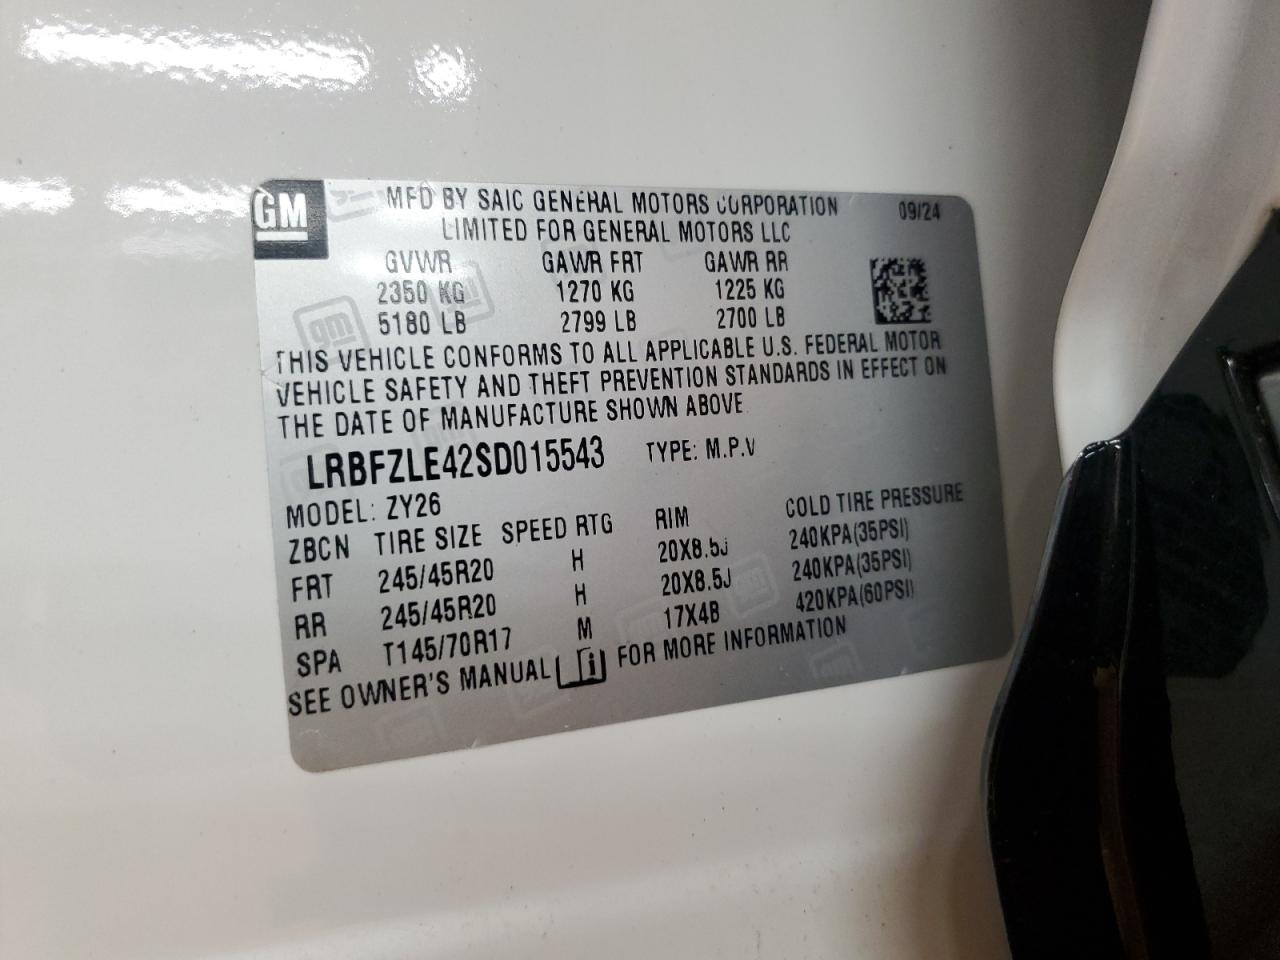 GM
MFD BY SAIC GENERAL MOTORS CORPORATION 09/24
LIMITED FOR GENERAL MOTORS LLC
GVWR GAWR FRT GAWR RR
2350 KG 1270 KG 1225 KG
5180 LB 2799 LB 2700 LB
THIS VEHICLE CONFORMS TO ALL APPLICABLE U.S. FEDERAL MOTOR
VEHICLE SAFETY AND THEFT PREVENTION STANDARDS IN EFFECT ON
THE DATE OF MANUFACTURE SHOWN ABOVE
LRBFZLE42SD015543 TYPE: M.P.V
MODEL: ZY26
ZBCN TIRE SIZE SPEED RTG RIM COLD TIRE PRESSURE
FRT 245/45R20 H 20X8.5J 240KPA(35PSI)
RR 245/45R20 H 20X8.5J 240KPA(35PSI)
SPA T145/70R17 M 17X4B 420KPA(60PSI)
SEE OWNER'S MANUAL i FOR MORE INFORMATION